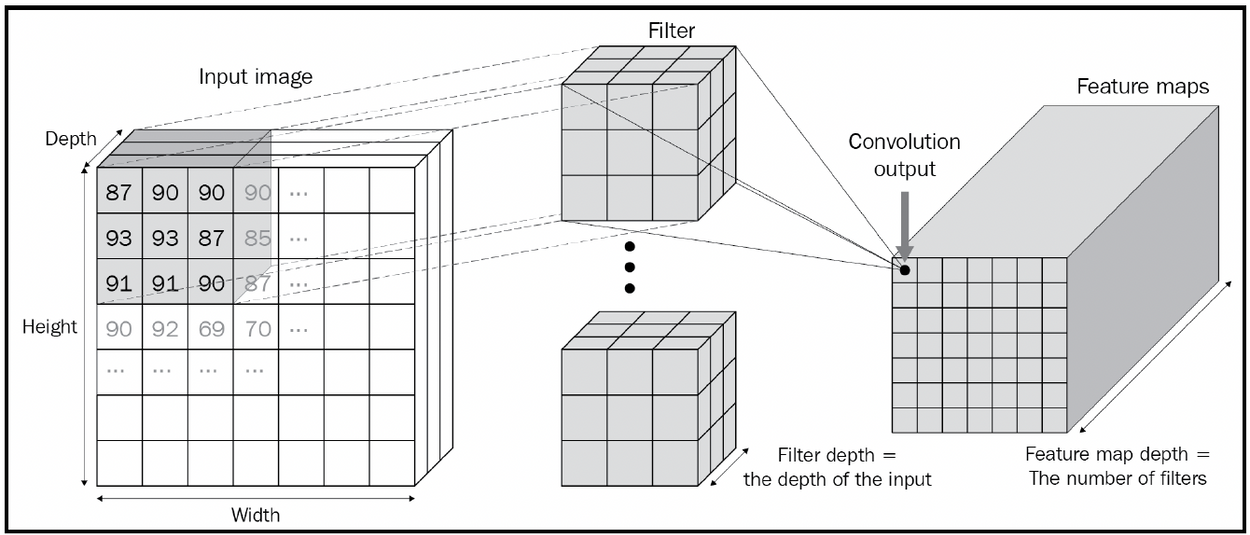 Filter
Input image
Feature maps
Depth
Convolution
output
87 90 90 90 ...
93 93 87 85 ...
91 91 90 87 ...
Height
90 92 69 70 ...
... ... ... ...
Filter depth =
the depth of the input
Feature map depth =
The number of filters
Width